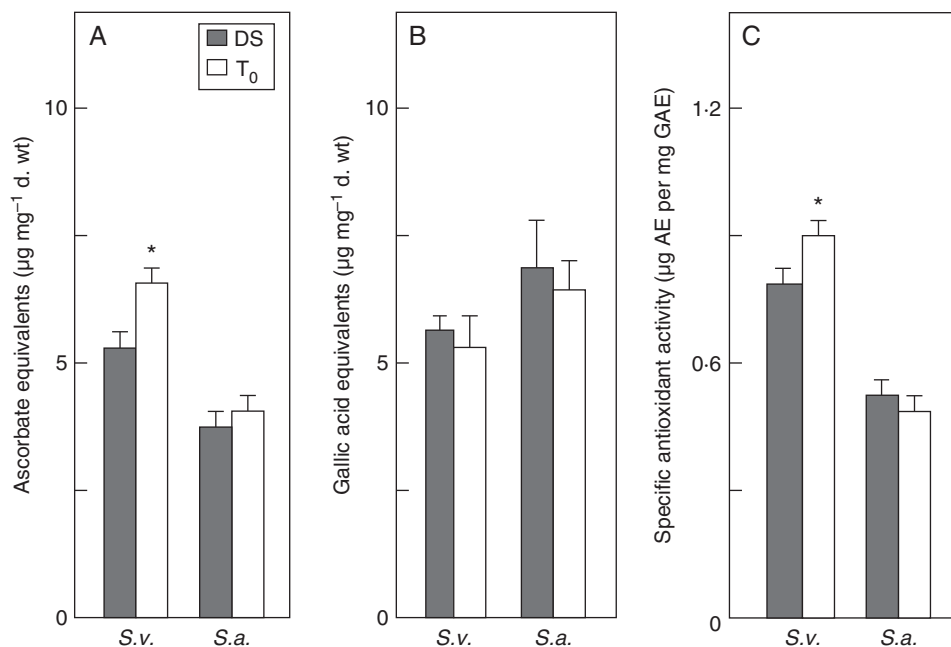 A
DS
T₀
Ascorbate equivalents (µg mg⁻¹ d. wt)
10
5
0
S.v.
S.a.
*
B
Gallic acid equivalents (µg mg⁻¹ d. wt)
10
5
0
S.v.
S.a.
C
Specific antioxidant activity (µg AE per mg GAE)
1·2
0·6
0
S.v.
S.a.
*